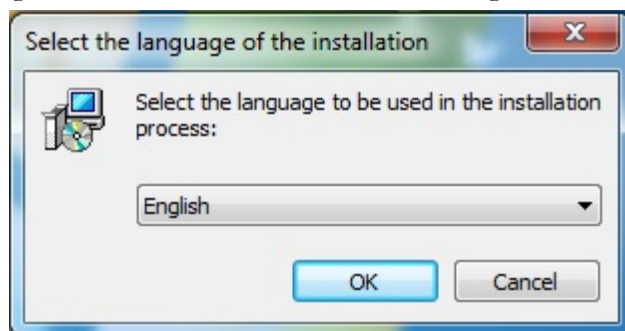 Select the language of the installation
Select the language to be used in the installation
process:
English
OK
Cancel